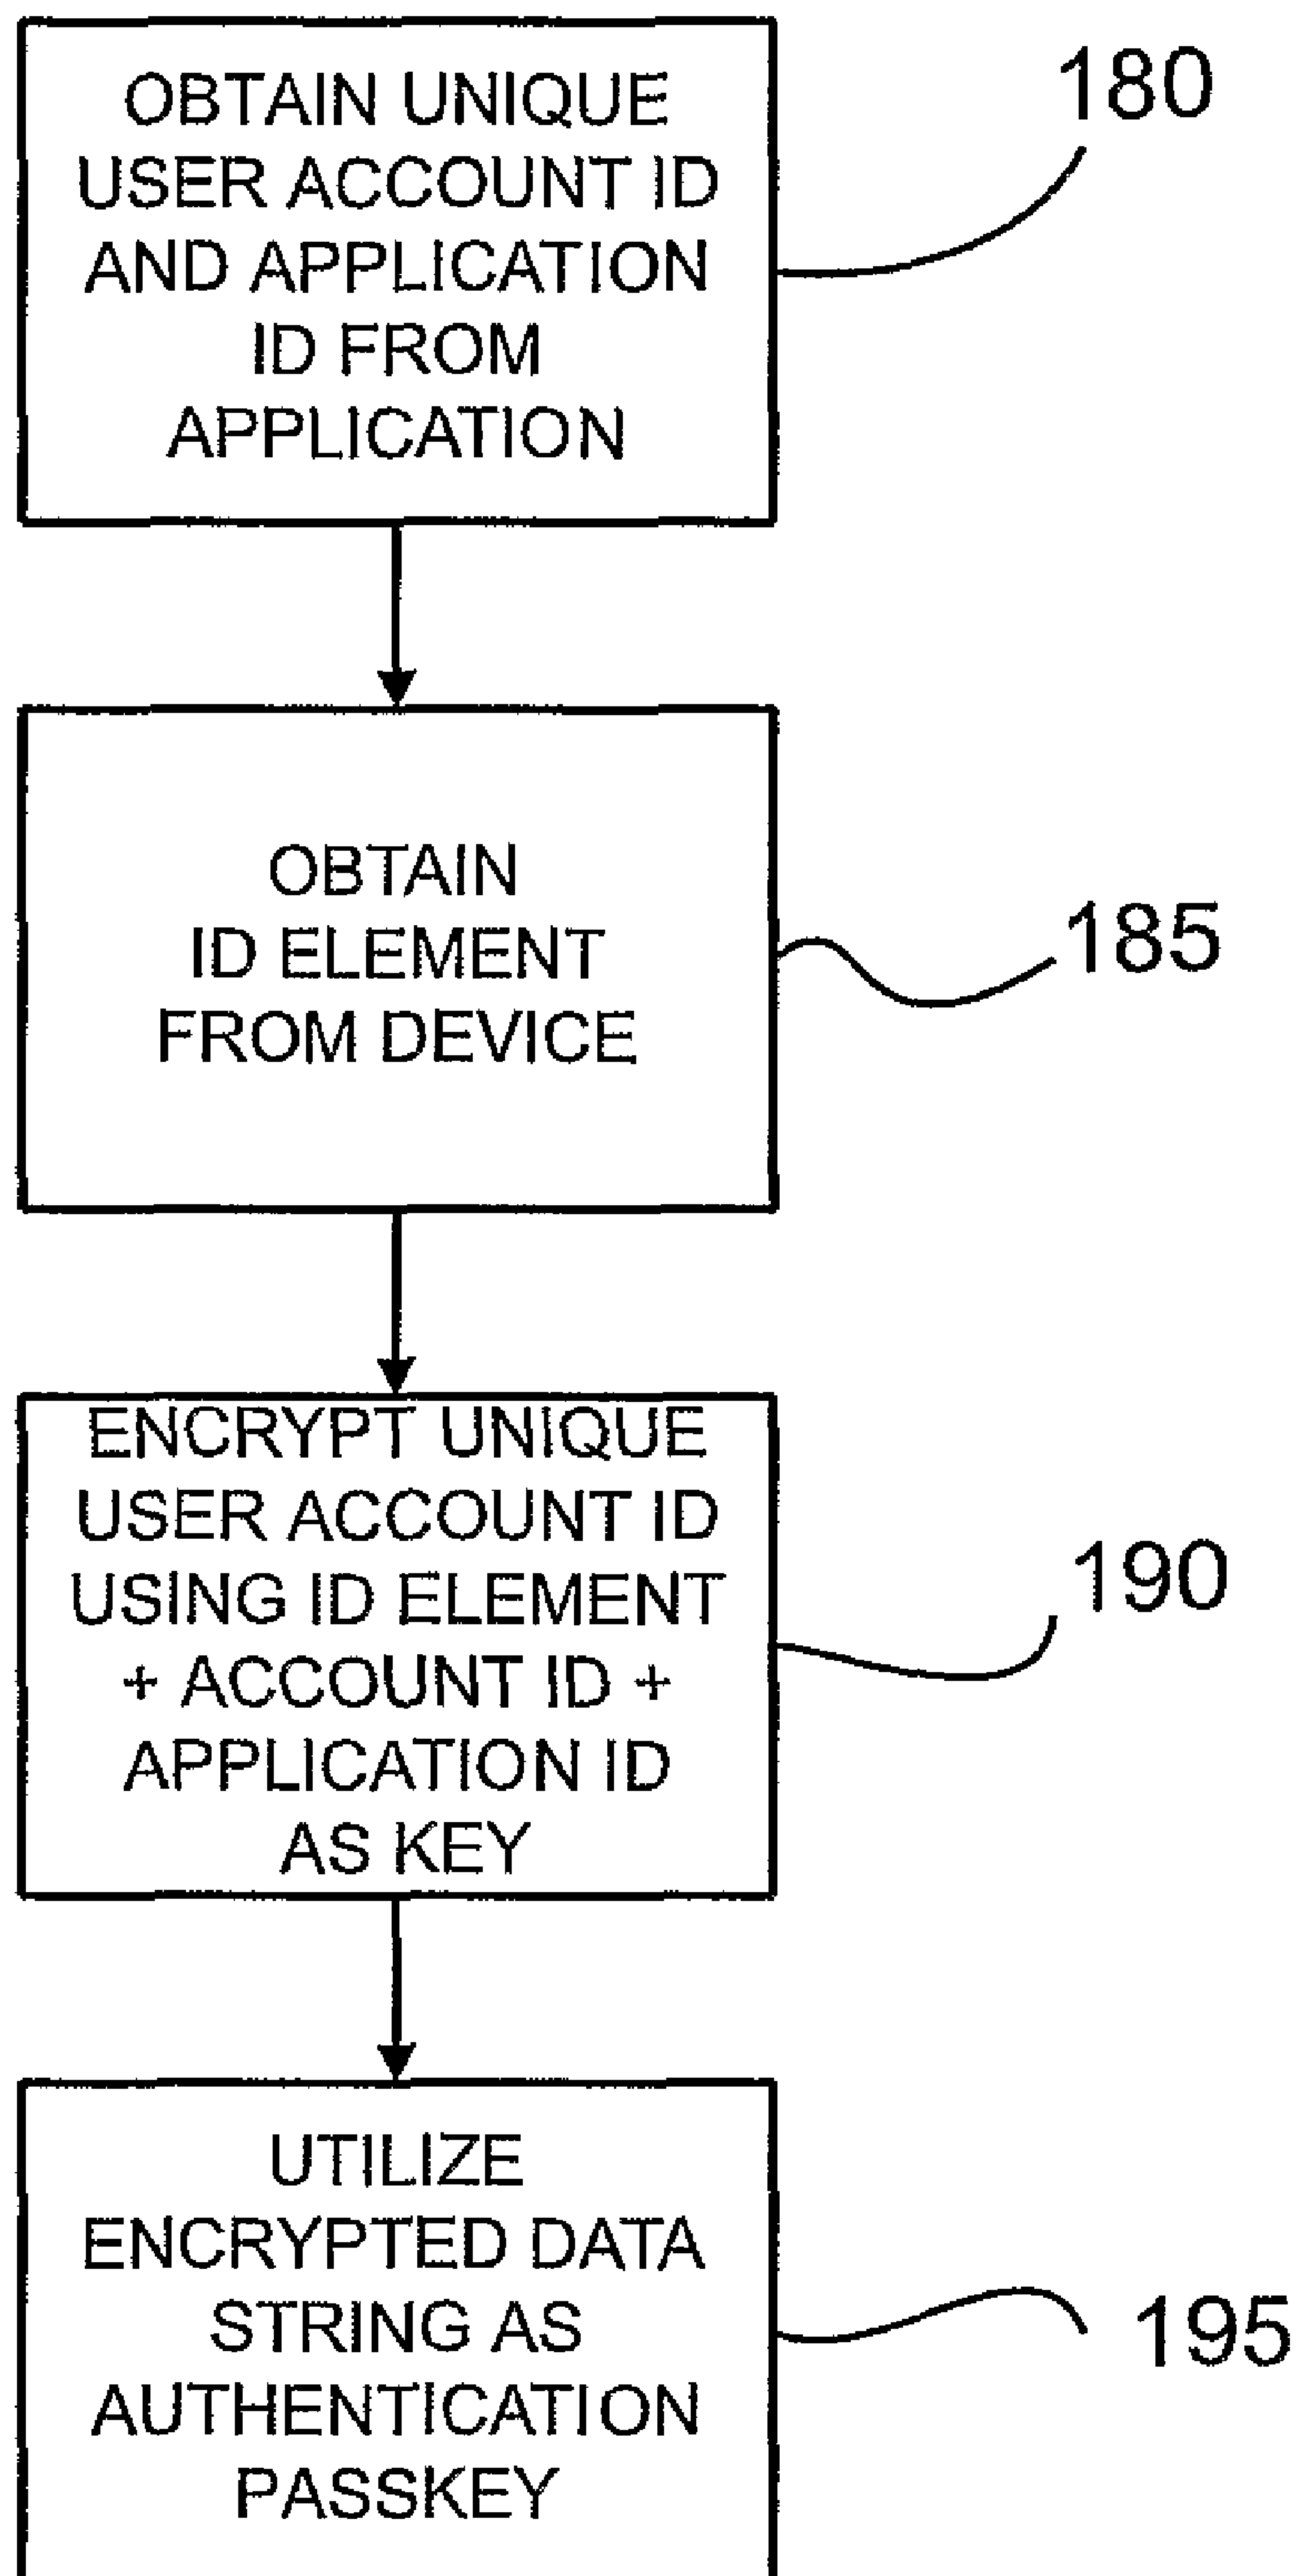 OBTAIN UNIQUE
USER ACCOUNT ID
AND APPLICATION
ID FROM
APPLICATION
180
OBTAIN
ID ELEMENT
FROM DEVICE
185
ENCRYPT UNIQUE
USER ACCOUNT ID
USING ID ELEMENT
+ ACCOUNT ID +
APPLICATION ID
AS KEY
190
UTILIZE
ENCRYPTED DATA
STRING AS
AUTHENTICATION
PASSKEY
195